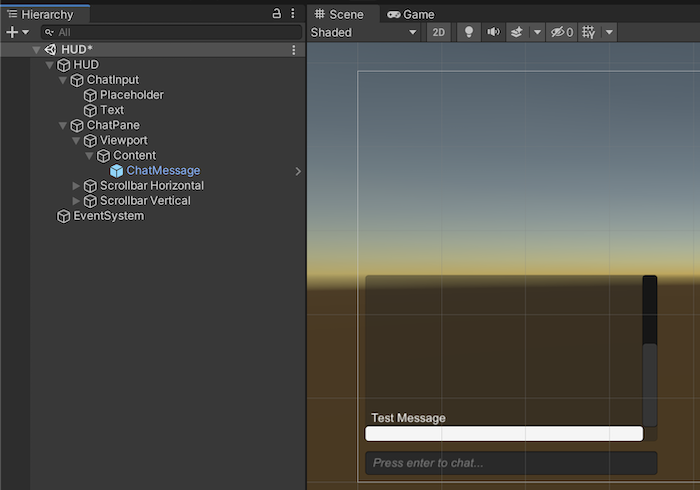 Hierarchy
All
HUD*
HUD
ChatInput
Placeholder
Text
ChatPane
Viewport
Content
ChatMessage
Scrollbar Horizontal
Scrollbar Vertical
EventSystem
Scene Game
Shaded 2D 0
Test Message
Press enter to chat...